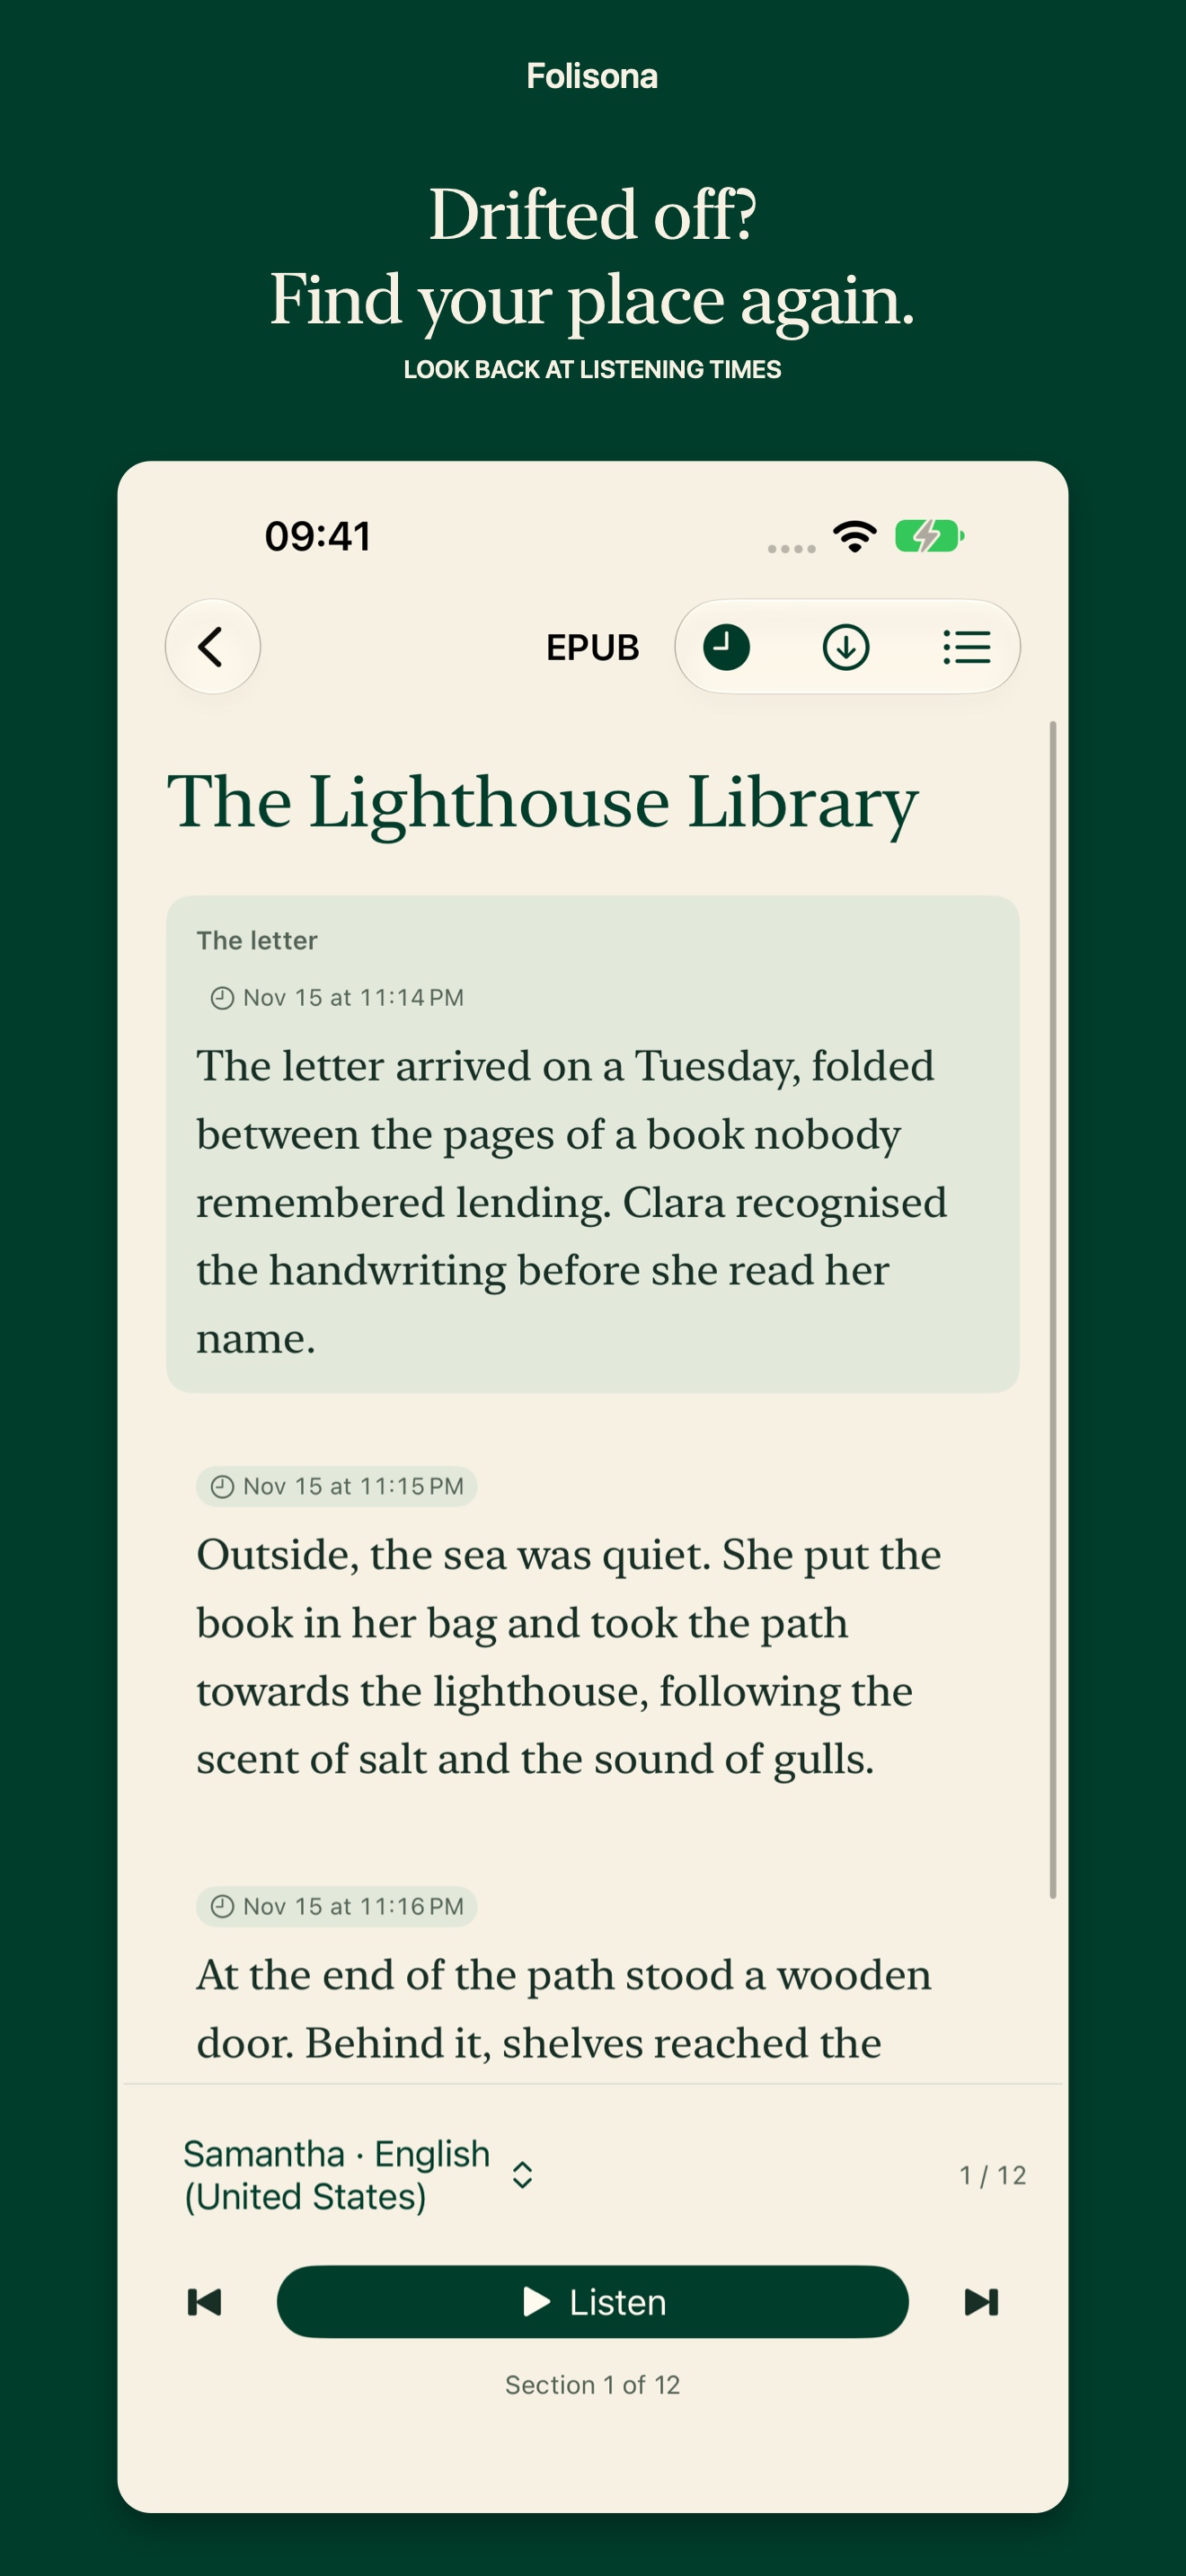 Folisona
Drifted off?
Find your place again.
LOOK BACK AT LISTENING TIMES
09:41
EPUB
The Lighthouse Library
The letter
Nov 15 at 11:14 PM
The letter arrived on a Tuesday, folded
between the pages of a book nobody
remembered lending. Clara recognised
the handwriting before she read her
name.
Nov 15 at 11:15 PM
Outside, the sea was quiet. She put the
book in her bag and took the path
towards the lighthouse, following the
scent of salt and the sound of gulls.
Nov 15 at 11:16 PM
At the end of the path stood a wooden
door. Behind it, shelves reached the
Samantha · English
(United States)
1 / 12
Listen
Section 1 of 12